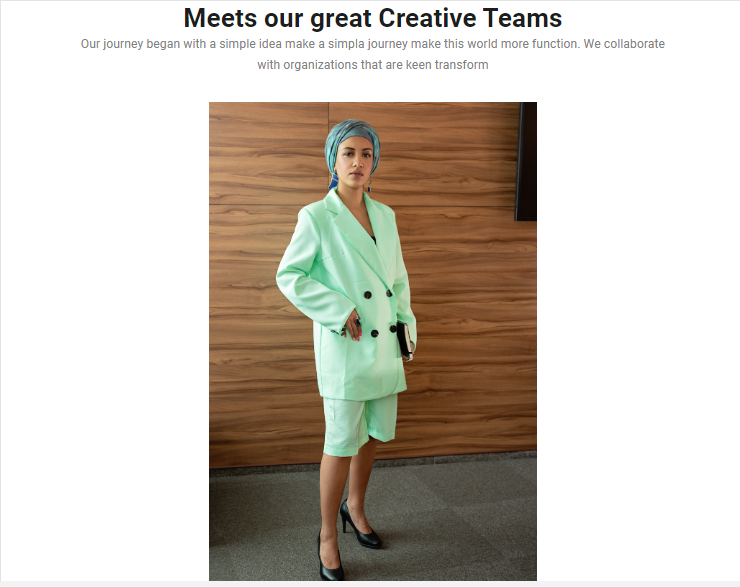 Meets our great Creative Teams
Our journey began with a simple idea make a simpla journey make this world more function. We collaborate
with organizations that are keen transform